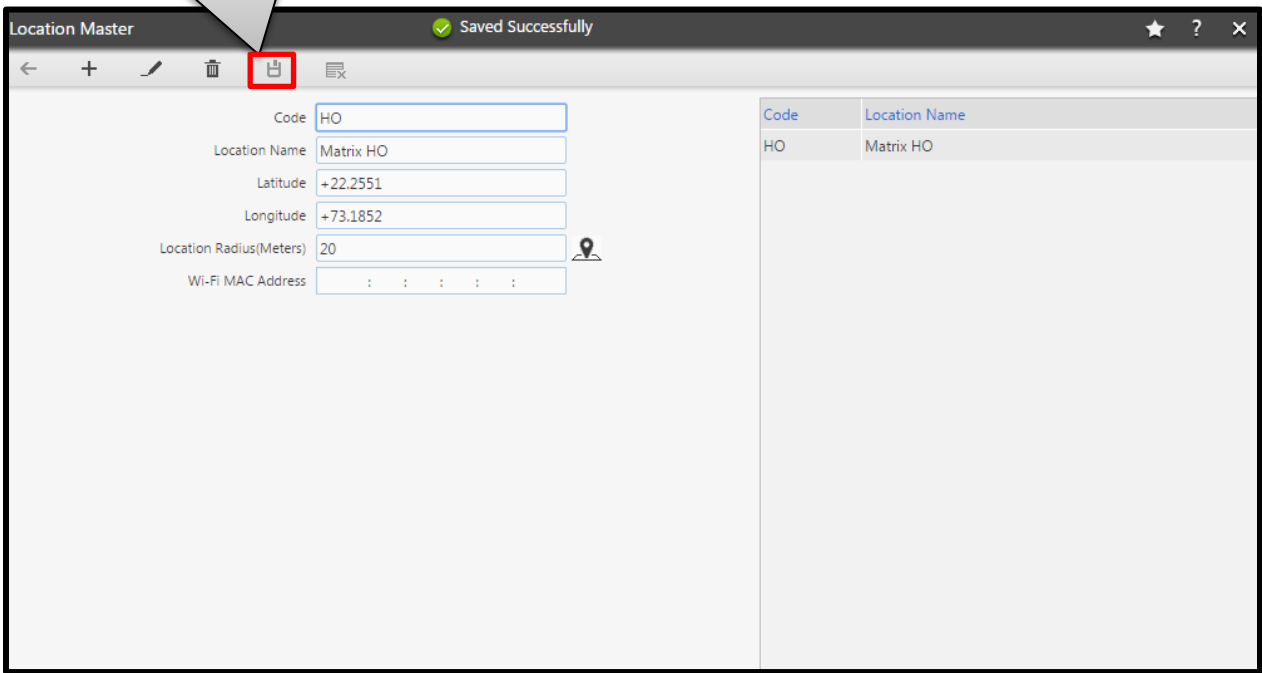 Location Master
Saved Successfully
? ×
Code HO
Location Name Matrix HO
Latitude +22.2551
Longitude +73.1852
Location Radius(Meters) 20
Wi-Fi MAC Address : : : : :
Code Location Name
HO Matrix HO